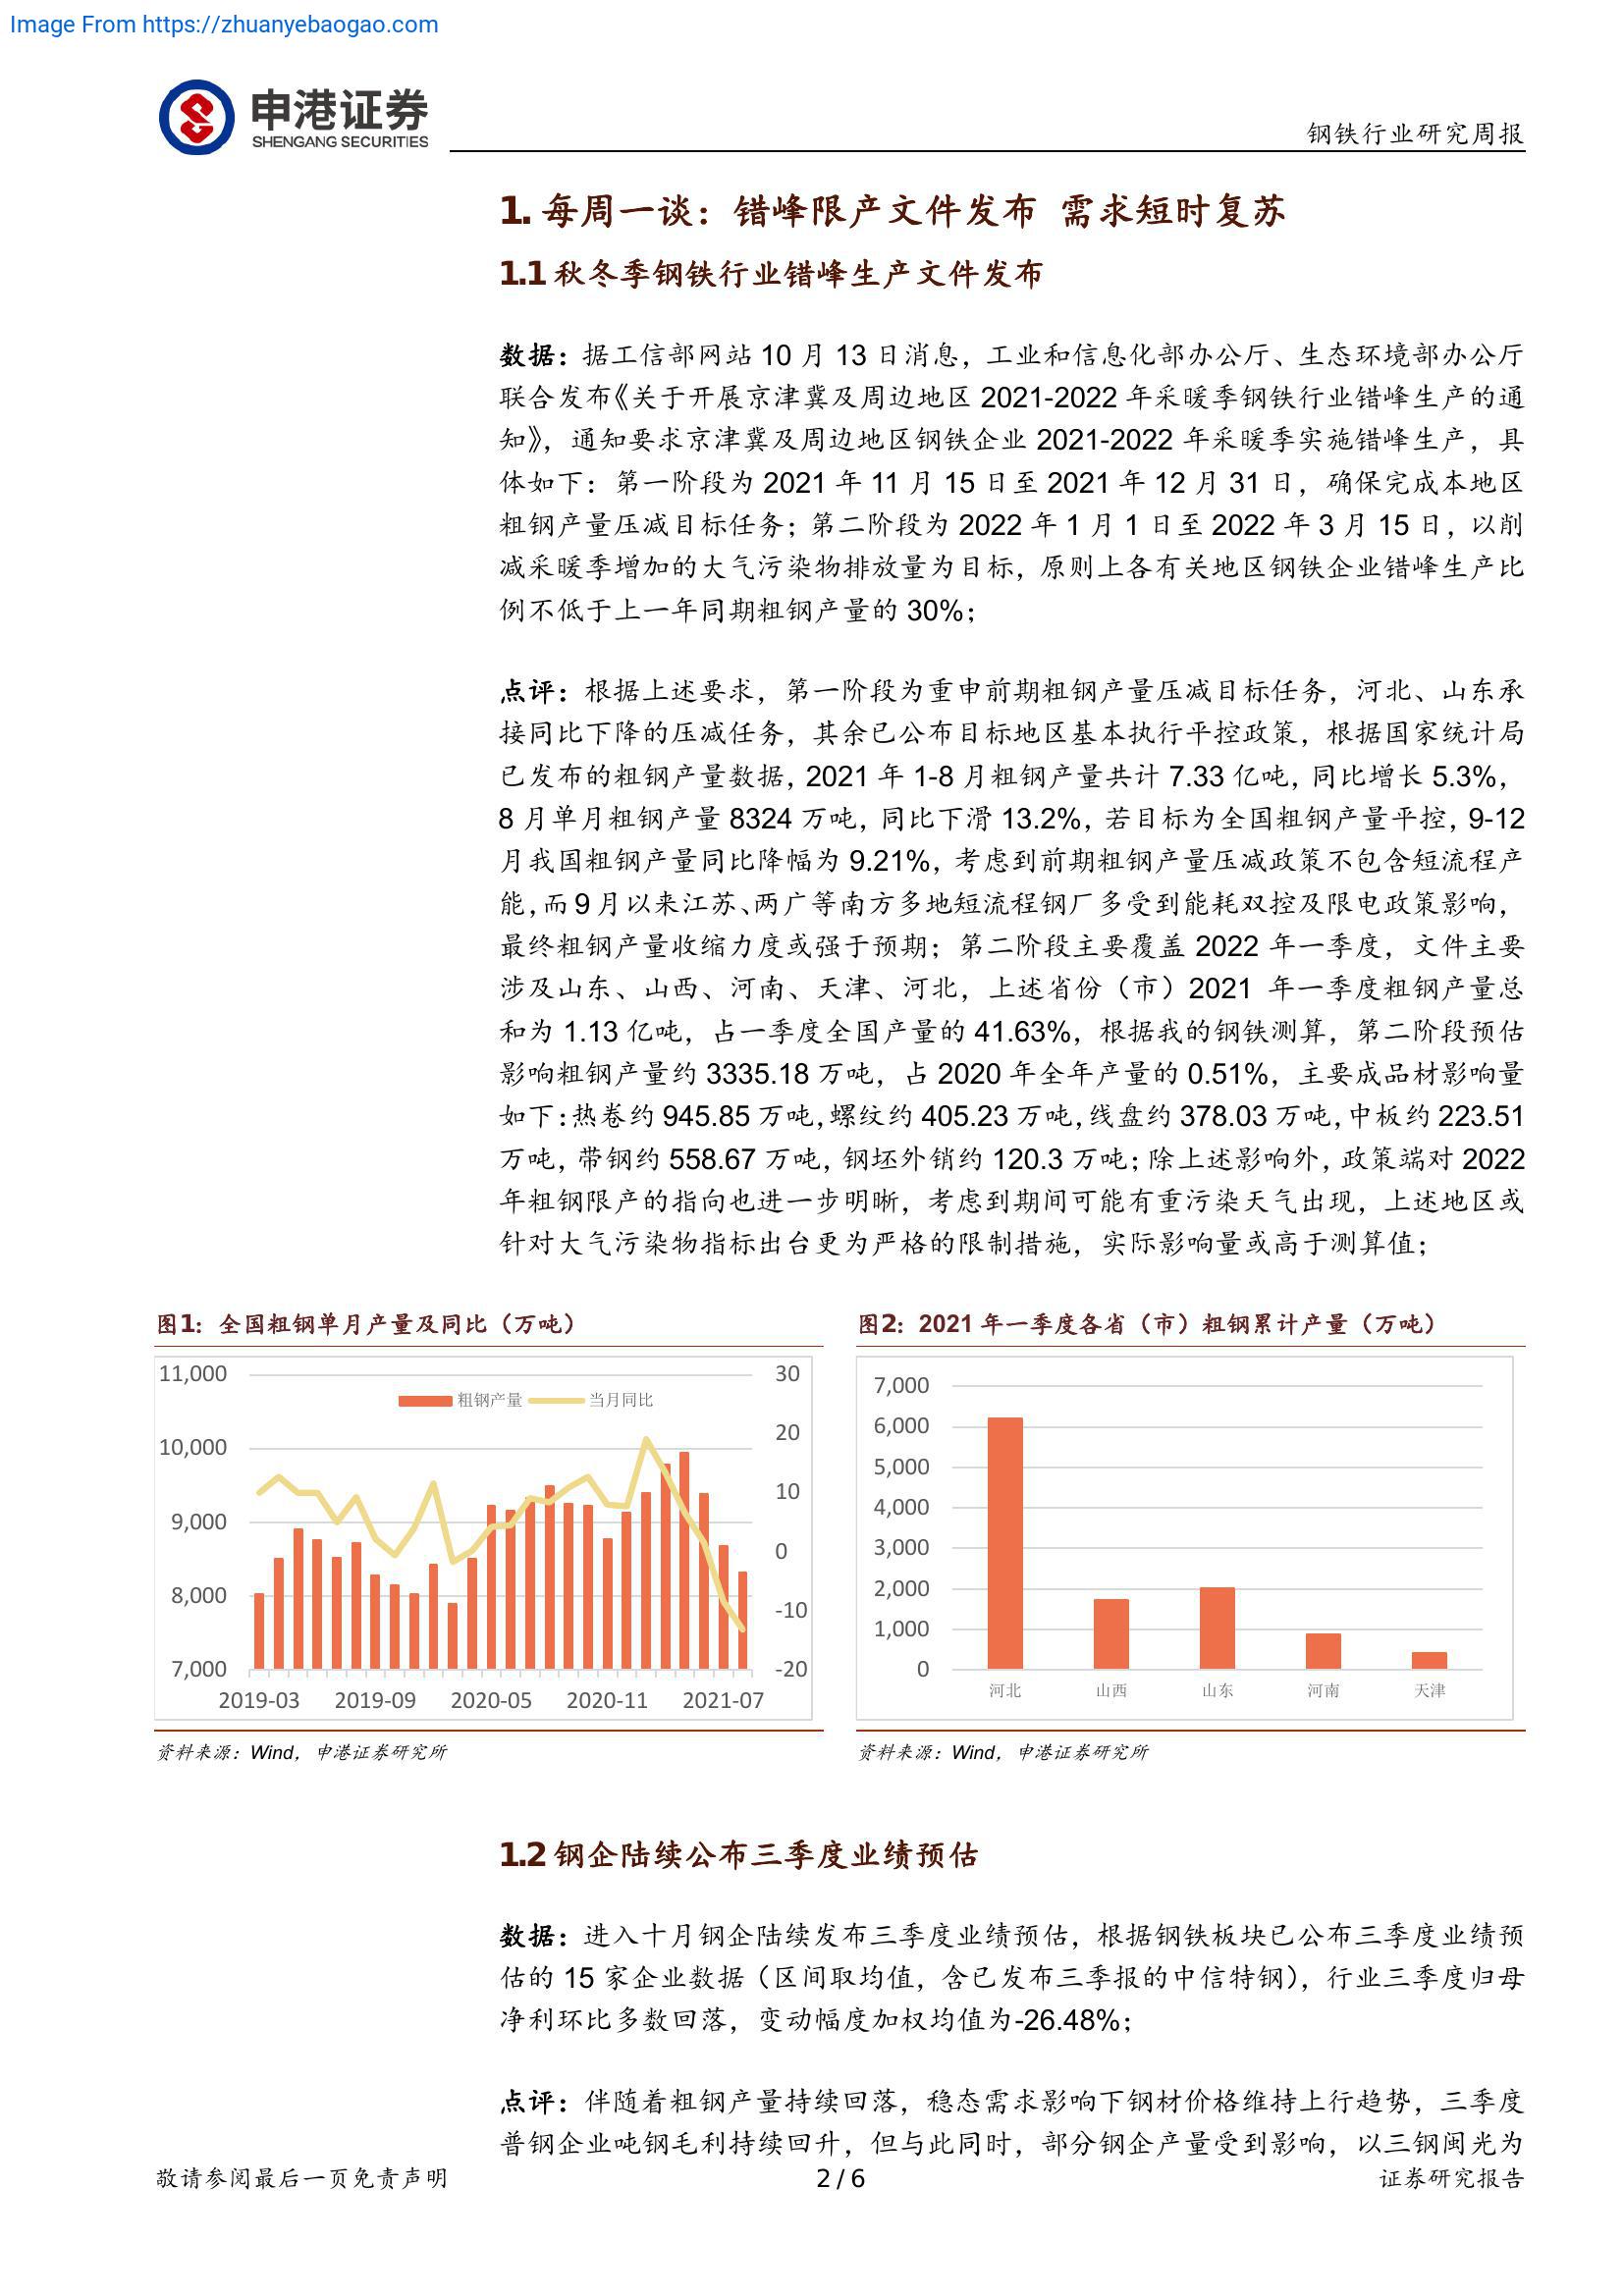 Image From https://zhuanyebaogao.com
申港证券
SHENGANG SECURITIES
钢铁行业研究周报
1. 每周一谈：错峰限产文件发布 需求短时复苏
1.1 秋冬季钢铁行业错峰生产文件发布
数据：据工信部网站 10 月 13 日消息，工业和信息化部办公厅、生态环境部办公厅
联合发布《关于开展京津冀及周边地区 2021-2022 年采暖季钢铁行业错峰生产的通
知》，通知要求京津冀及周边地区钢铁企业 2021-2022 年采暖季实施错峰生产，具
体如下：第一阶段为 2021 年 11 月 15 日至 2021 年 12 月 31 日，确保完成本地区
粗钢产量压减目标任务；第二阶段为 2022 年 1 月 1 日至 2022 年 3 月 15 日，以削
减采暖季增加的大气污染物排放量为目标，原则上各有关地区钢铁企业错峰生产比
例不低于上一年同期粗钢产量的 30%；
点评：根据上述要求，第一阶段为重申前期粗钢产量压减目标任务，河北、山东承
接同比下降的压减任务，其余已公布目标地区基本执行平控政策，根据国家统计局
已发布的粗钢产量数据，2021 年 1-8 月粗钢产量共计 7.33 亿吨，同比增长 5.3%，
8 月单月粗钢产量 8324 万吨，同比下滑 13.2%，若目标为全国粗钢产量平控，9-12
月我国粗钢产量同比降幅为 9.21%，考虑到前期粗钢产量压减政策不包含短流程产
能，而 9 月以来江苏、两广等南方多地短流程钢厂多受到能耗双控及限电政策影响，
最终粗钢产量收缩力度或强于预期；第二阶段主要覆盖 2022 年一季度，文件主要
涉及山东、山西、河南、天津、河北，上述省份（市）2021 年一季度粗钢产量总
和为 1.13 亿吨，占一季度全国产量的 41.63%，根据我的钢铁测算，第二阶段预估
影响粗钢产量约 3335.18 万吨，占 2020 年全年产量的 0.51%，主要成品材影响量
如下：热卷约 945.85 万吨，螺纹约 405.23 万吨，线盘约 378.03 万吨，中板约 223.51
万吨，带钢约 558.67 万吨，钢坯外销约 120.3 万吨；除上述影响外，政策端对 2022
年粗钢限产的指向也进一步明晰，考虑到期间可能有重污染天气出现，上述地区或
针对大气污染物指标出台更为严格的限制措施，实际影响量或高于测算值；
图1：全国粗钢单月产量及同比（万吨）
11,000
10,000
9,000
8,000
7,000
粗钢产量 当月同比
30
20
10
0
-10
-20
2019-03 2019-09 2020-05 2020-11 2021-07
资料来源：Wind，申港证券研究所
图2：2021 年一季度各省（市）粗钢累计产量（万吨）
7,000
6,000
5,000
4,000
3,000
2,000
1,000
0
河北 山西 山东 河南 天津
资料来源：Wind，申港证券研究所
1.2 钢企陆续公布三季度业绩预估
数据：进入十月钢企陆续发布三季度业绩预估，根据钢铁板块已公布三季度业绩预
估的 15 家企业数据（区间取均值，含已发布三季报的中信特钢），行业三季度归母
净利环比多数回落，变动幅度加权均值为-26.48%；
点评：伴随着粗钢产量持续回落，稳态需求影响下钢材价格维持上行趋势，三季度
普钢企业吨钢毛利持续回升，但与此同时，部分钢企产量受到影响，以三钢闽光为
敬请参阅最后一页免责声明
2 / 6
证券研究报告